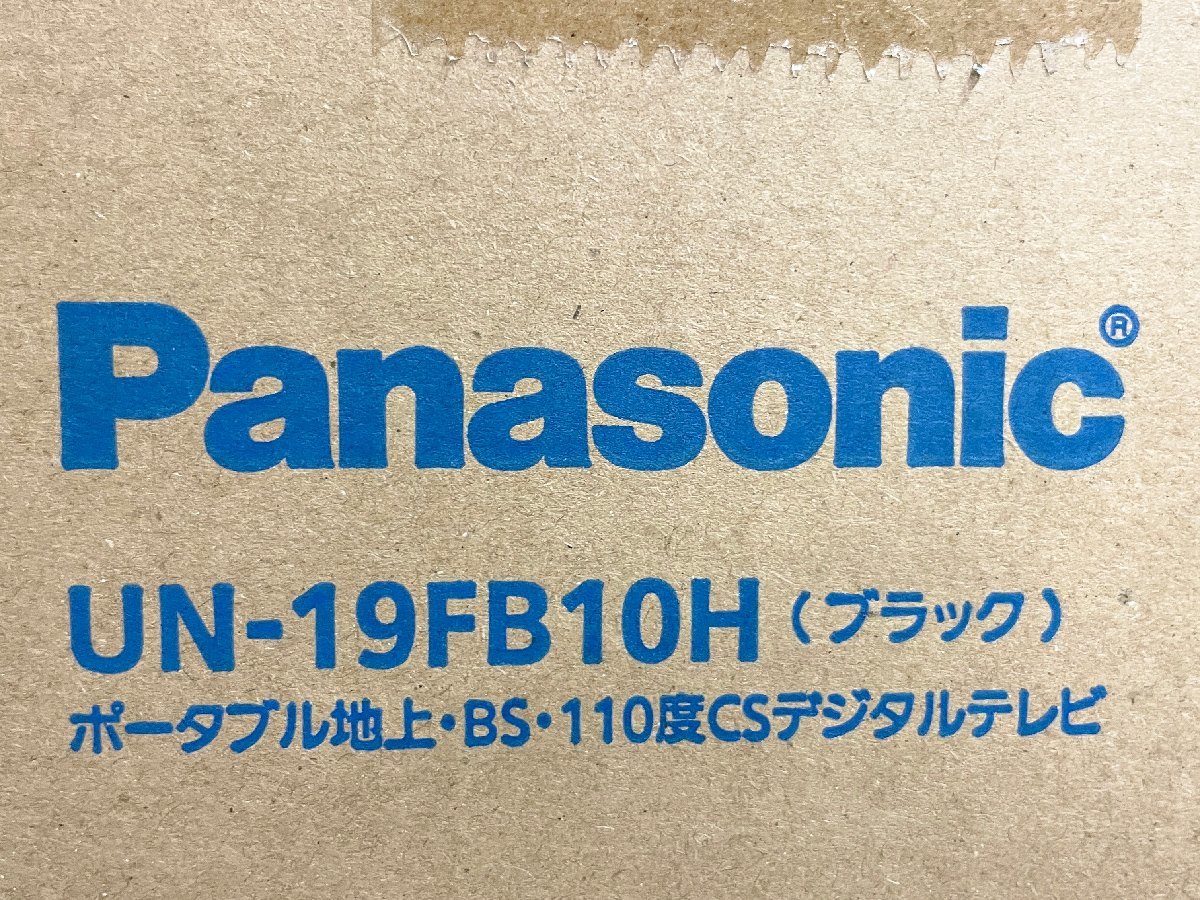 Panasonic®
UN-19FB10H（ブラック）
ポータブル地上・BS・110度CSデジタルテレビ